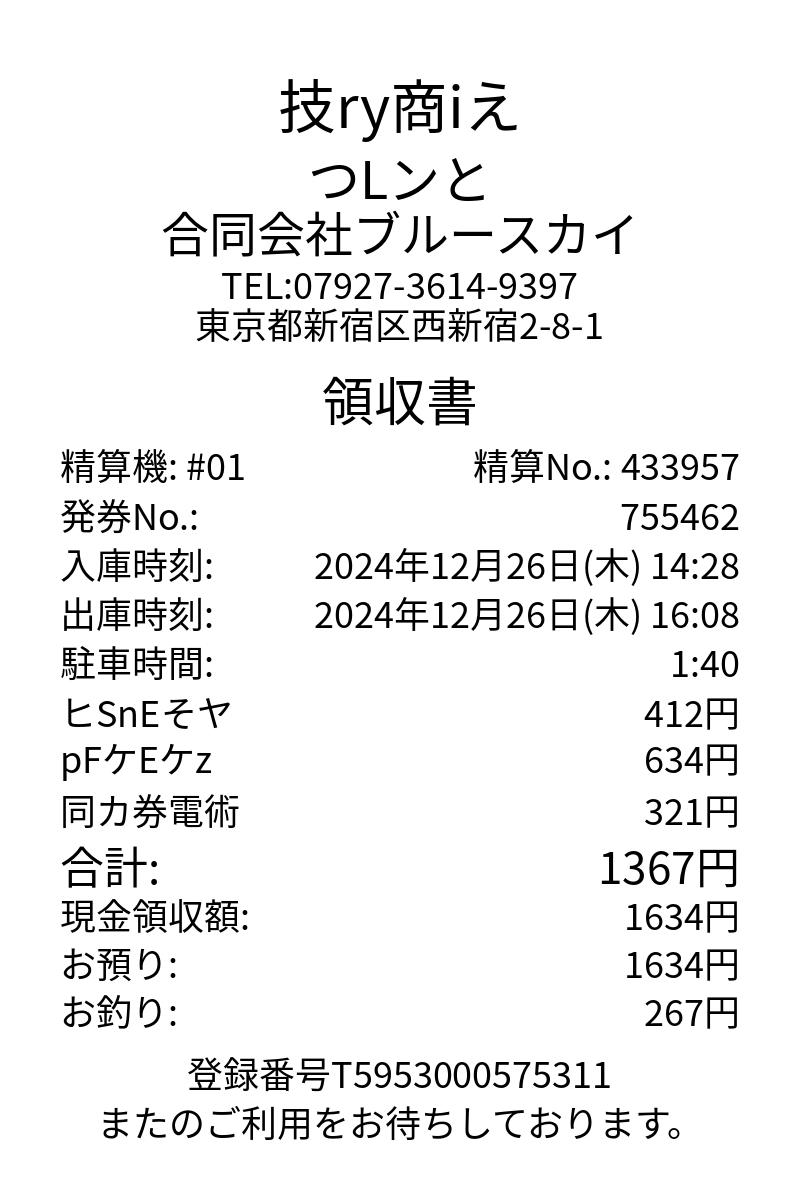 技ry商iえ
つLンと
合同会社ブルースカイ
TEL:07927-3614-9397
東京都新宿区西新宿2-8-1
領収書
精算機: #01 精算No.: 433957
発券No.: 755462
入庫時刻: 2024年12月26日(木) 14:28
出庫時刻: 2024年12月26日(木) 16:08
駐車時間: 1:40
ヒSnEそヤ 412円
pFケEケz 634円
同カ券電術 321円
合計: 1367円
現金領収額: 1634円
お預り: 1634円
お釣り: 267円
登録番号T5953000575311
またのご利用をお待ちしております。